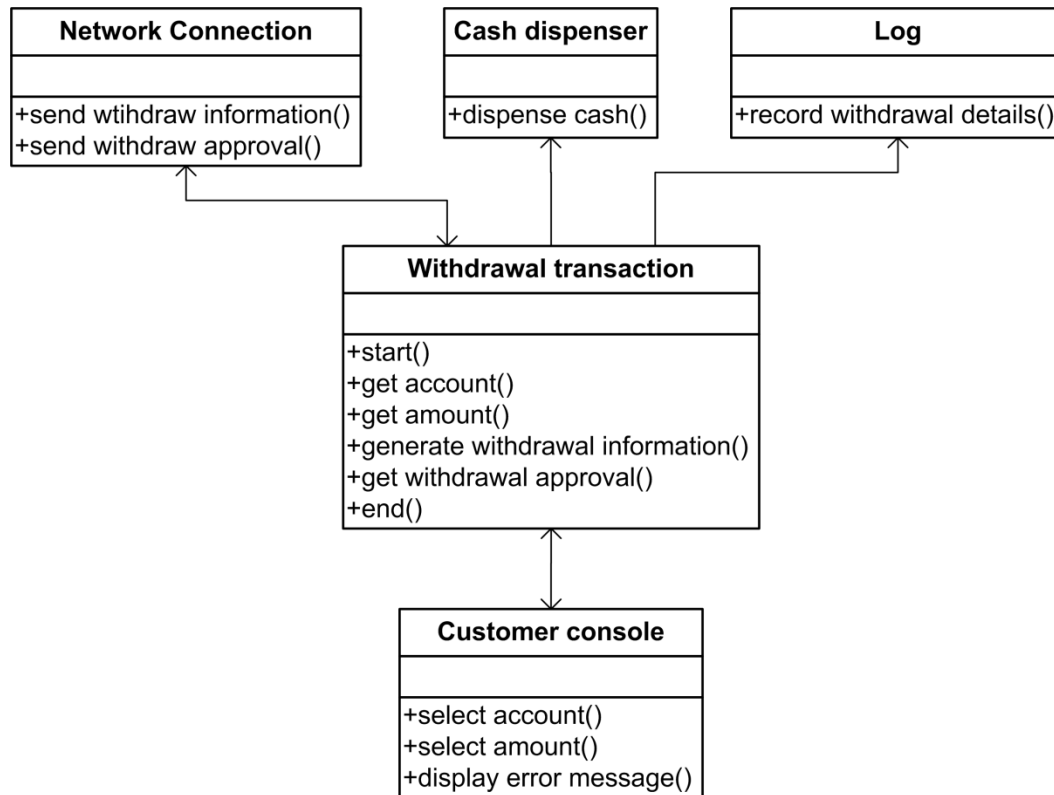 Network Connection
+send wtihdraw information()
+send withdraw approval()
Cash dispenser
+dispense cash()
Log
+record withdrawal details()
Withdrawal transaction
+start()
+get account()
+get amount()
+generate withdrawal information()
+get withdrawal approval()
+end()
Customer console
+select account()
+select amount()
+display error message()